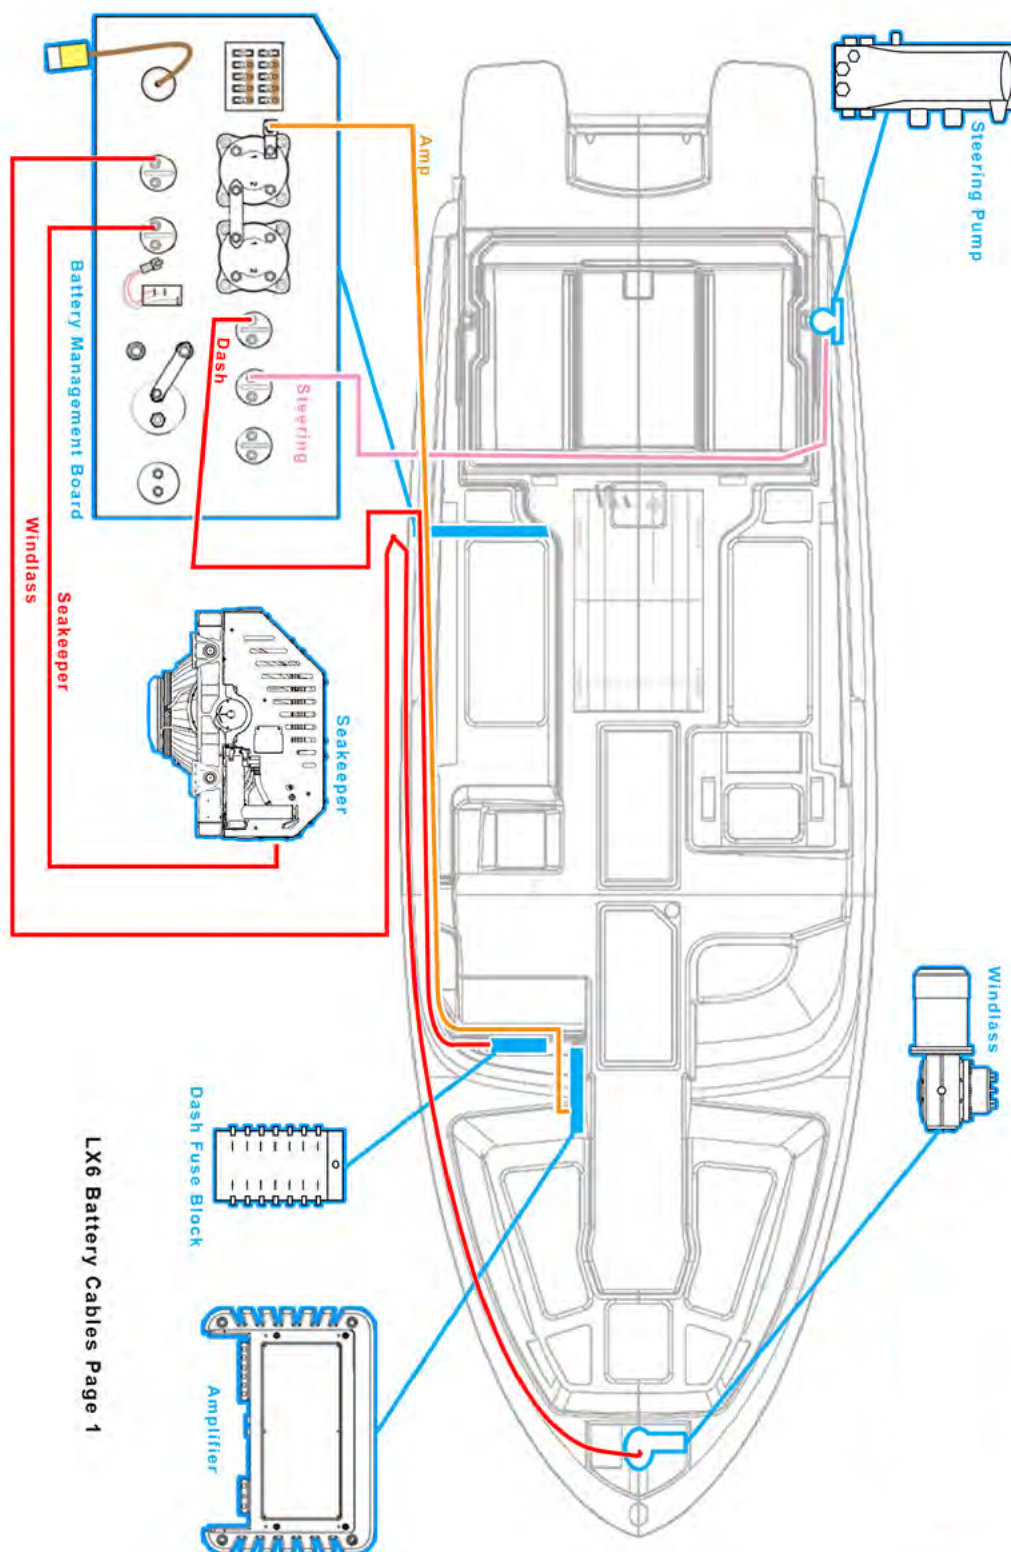 Steering Pump
Amp
Battery Management Board
Dash
Steering
Windlass
Seakeeper
Seakeeper
Windlass
Dash Fuse Block
Amplifier
LX6 Battery Cables Page 1